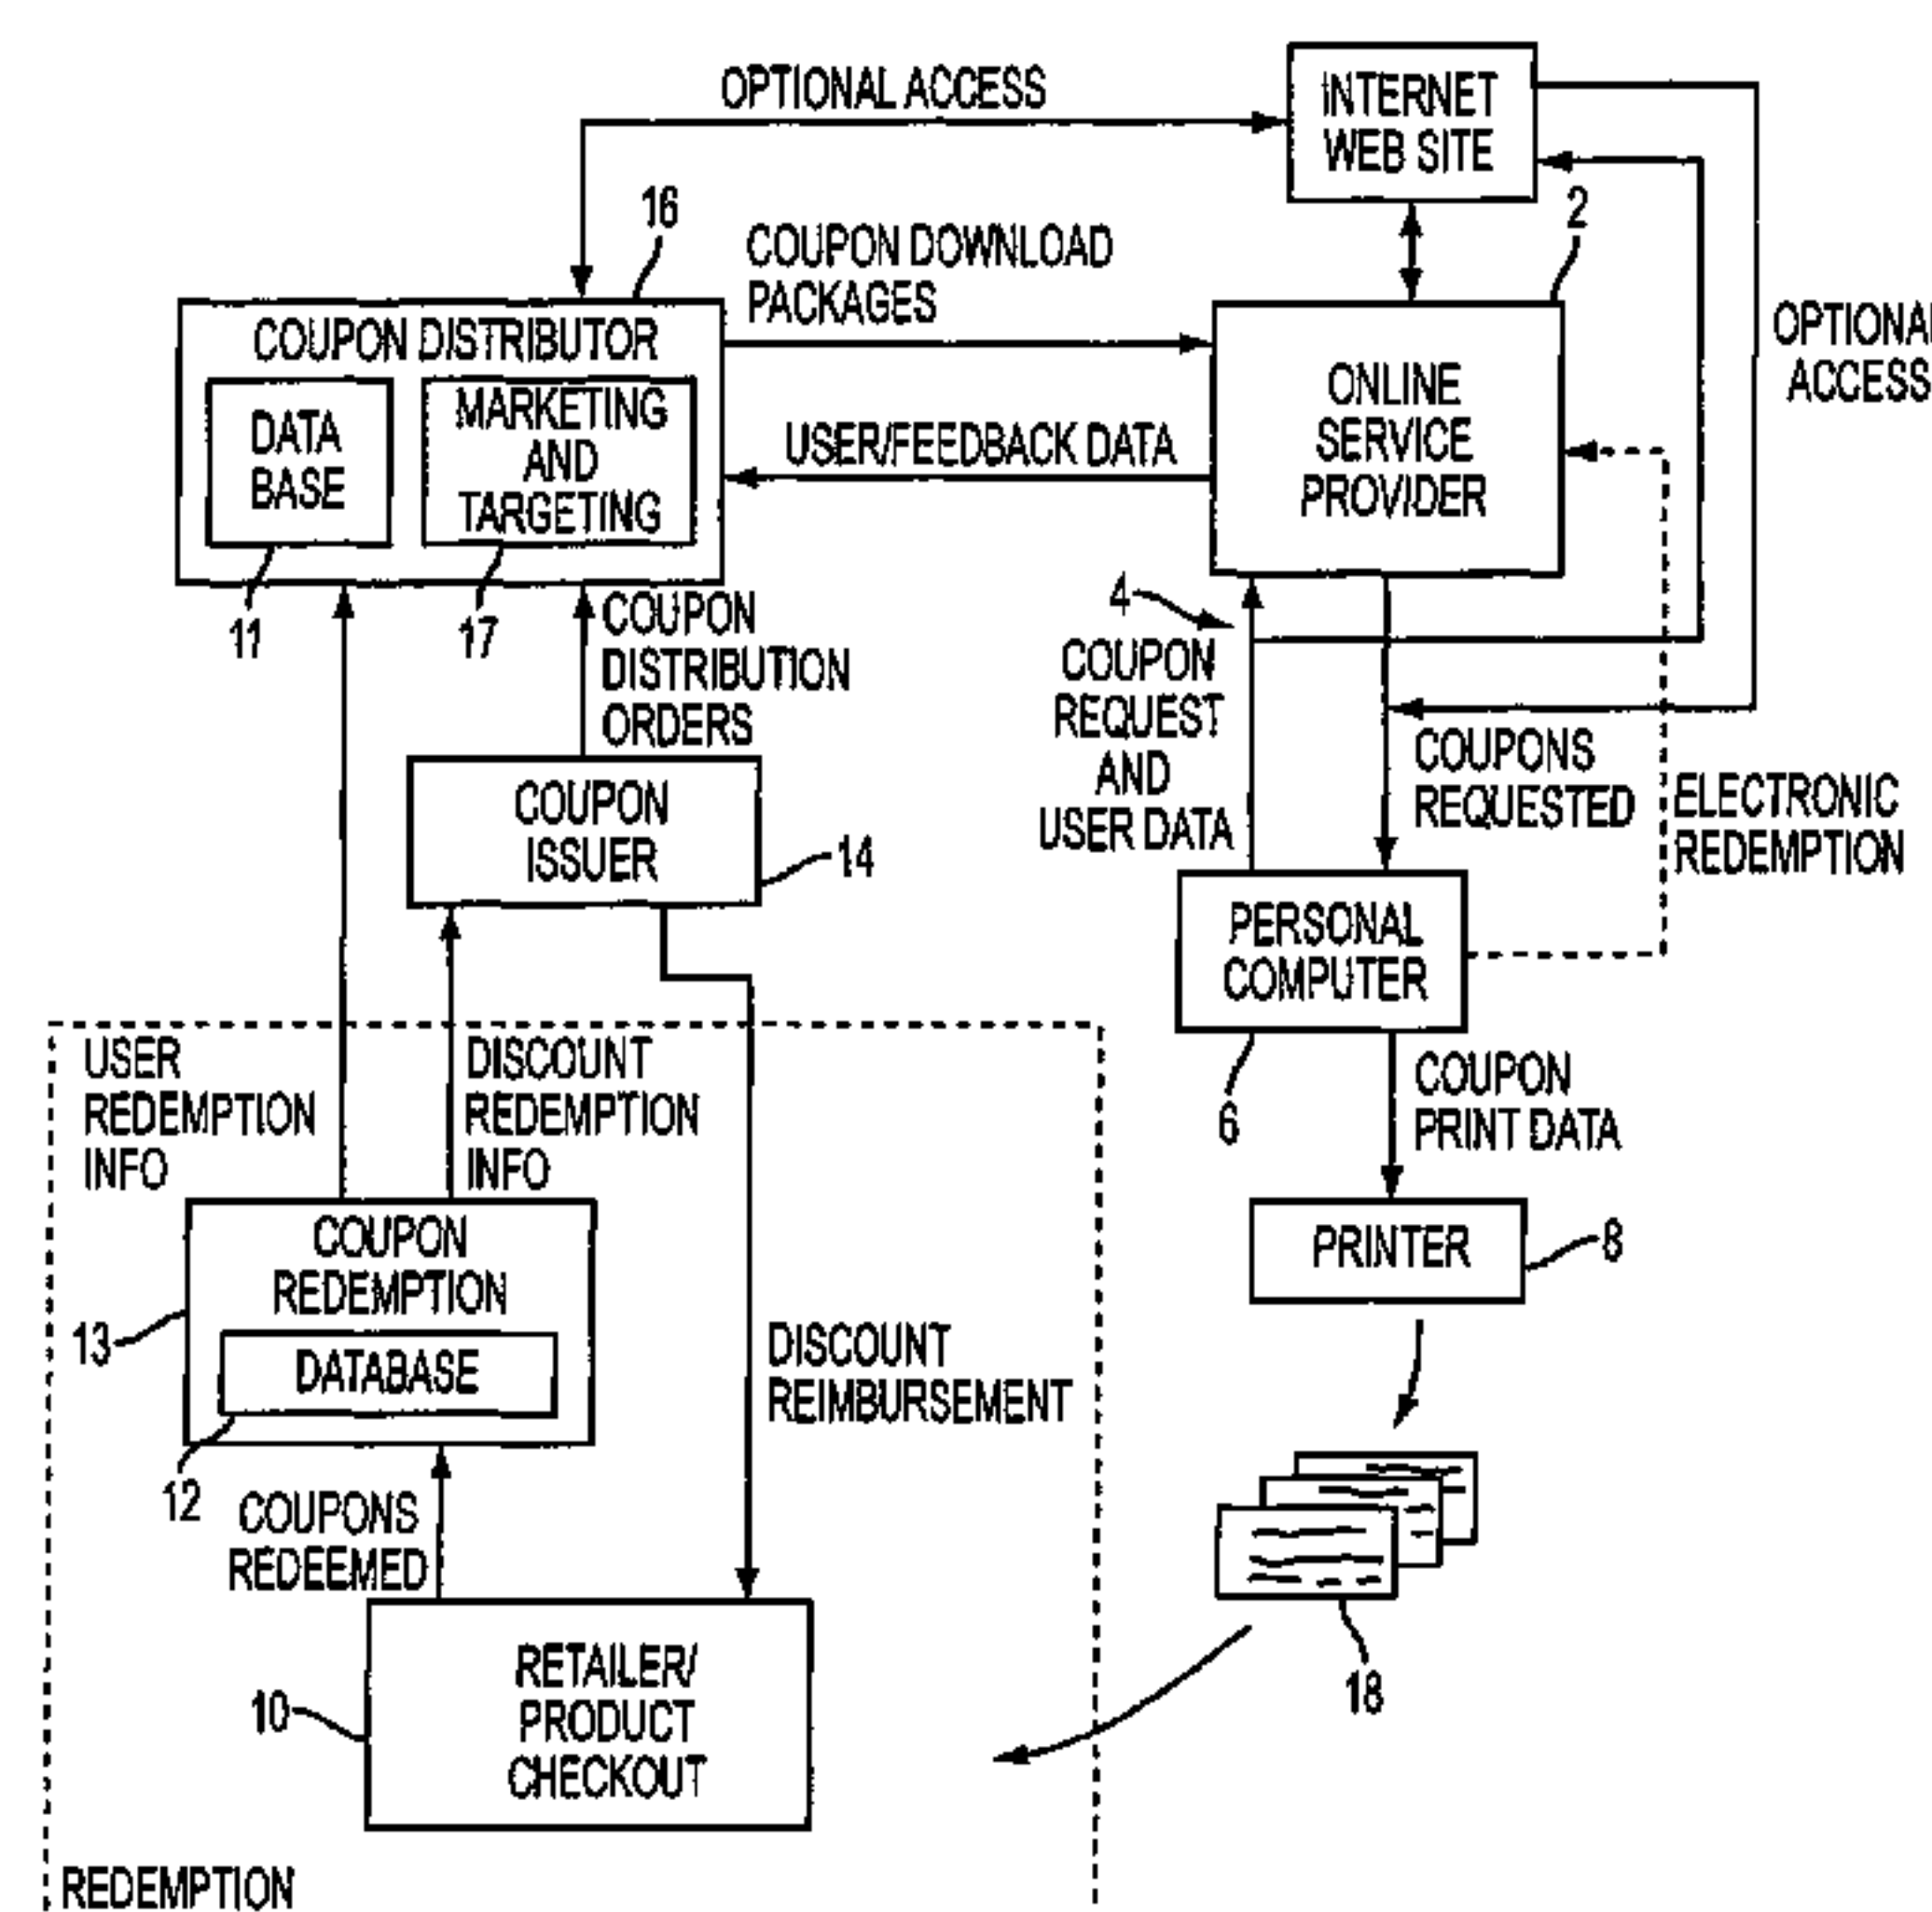 OPTIONAL ACCESS
INTERNET
WEB SITE
16
2
COUPON DOWNLOAD
PACKAGES
OPTIONAL
ACCESS
COUPON DISTRIBUTOR
DATA
BASE
MARKETING
AND
TARGETING
USER/FEEDBACK DATA
ONLINE
SERVICE
PROVIDER
11
17
COUPON
DISTRIBUTION
ORDERS
4
COUPON
REQUEST
AND
USER DATA
COUPONS
REQUESTED
ELECTRONIC
REDEMPTION
COUPON
ISSUER
14
PERSONAL
COMPUTER
6
USER
REDEMPTION
INFO
DISCOUNT
REDEMPTION
INFO
COUPON
PRINT DATA
PRINTER
8
COUPON
REDEMPTION
DATABASE
13
12
DISCOUNT
REIMBURSEMENT
COUPONS
REDEEMED
18
RETAILER/
PRODUCT
CHECKOUT
10
REDEMPTION